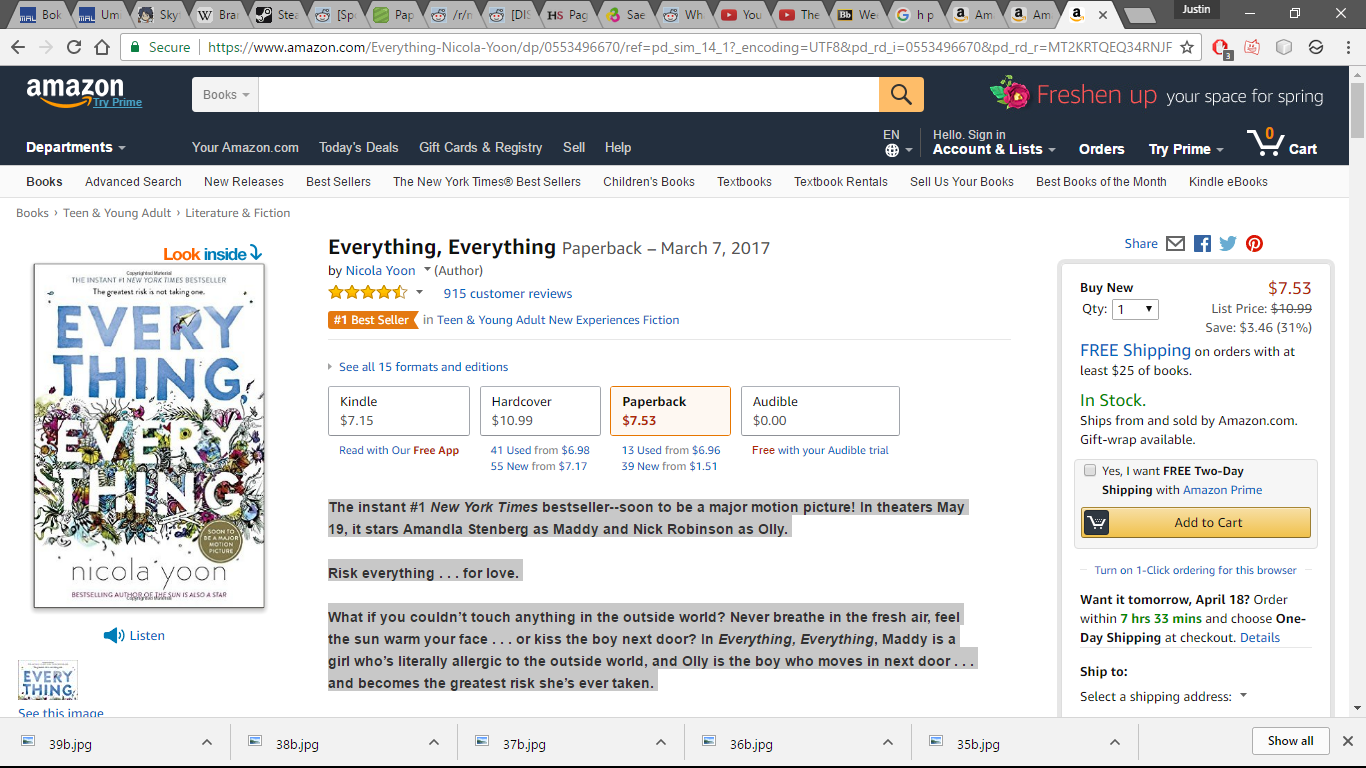 Bok
Um
Sky
Bra
Stea
[Sp
Pap
/r/n
[DIS
HS Pag
Sae
Wh
You
The
Bb Wee
h p
Am
Am
Justin
Secure https://www.amazon.com/Everything-Nicola-Yoon/dp/0553496670/ref=pd_sim_14_1?_encoding=UTF8&pd_rd_i=0553496670&pd_rd_r=MT2KRTQEQ34RNJF
3
amazon
Try Prime
Books
Freshen up your space for spring
Departments
Your Amazon.com Today's Deals Gift Cards & Registry Sell Help
EN
Hello. Sign in
Account & Lists
Orders
Try Prime
0
Cart
Books Advanced Search New Releases Best Sellers The New York Times® Best Sellers Children's Books Textbooks Textbook Rentals Sell Us Your Books Best Books of the Month Kindle eBooks
Books › Teen & Young Adult › Literature & Fiction
Look inside
Copyrighted Material
THE INSTANT #1 NEW YORK TIMES BESTSELLER
The greatest risk is not taking one.
EVERY
THING,
EVERY
THING
SOON TO
BE A MAJOR
MOTION
PICTURE
nicola yoon
BESTSELLING AUTHOR OF THE SUN IS ALSO A STAR
Copyrighted Material
Listen
EVERY
THING,
See this image
Everything, Everything Paperback – March 7, 2017
by Nicola Yoon (Author)
915 customer reviews
#1 Best Seller in Teen & Young Adult New Experiences Fiction
See all 15 formats and editions
Kindle
$7.15
Read with Our Free App
Hardcover
$10.99
41 Used from $6.98
55 New from $7.17
Paperback
$7.53
13 Used from $6.96
39 New from $1.51
Audible
$0.00
Free with your Audible trial
The instant #1 New York Times bestseller--soon to be a major motion picture! In theaters May
19, it stars Amandla Stenberg as Maddy and Nick Robinson as Olly.
Risk everything . . . for love.
What if you couldn't touch anything in the outside world? Never breathe in the fresh air, feel
the sun warm your face . . . or kiss the boy next door? In Everything, Everything, Maddy is a
girl who's literally allergic to the outside world, and Olly is the boy who moves in next door . . .
and becomes the greatest risk she's ever taken.
Share
Buy New $7.53
Qty: 1 List Price: $10.99
Save: $3.46 (31%)
FREE Shipping on orders with at
least $25 of books.
In Stock.
Ships from and sold by Amazon.com.
Gift-wrap available.
Yes, I want FREE Two-Day
Shipping with Amazon Prime
Add to Cart
Turn on 1-Click ordering for this browser
Want it tomorrow, April 18? Order
within 7 hrs 33 mins and choose One-
Day Shipping at checkout. Details
Ship to:
Select a shipping address:
39b.jpg
38b.jpg
37b.jpg
36b.jpg
35b.jpg
Show all